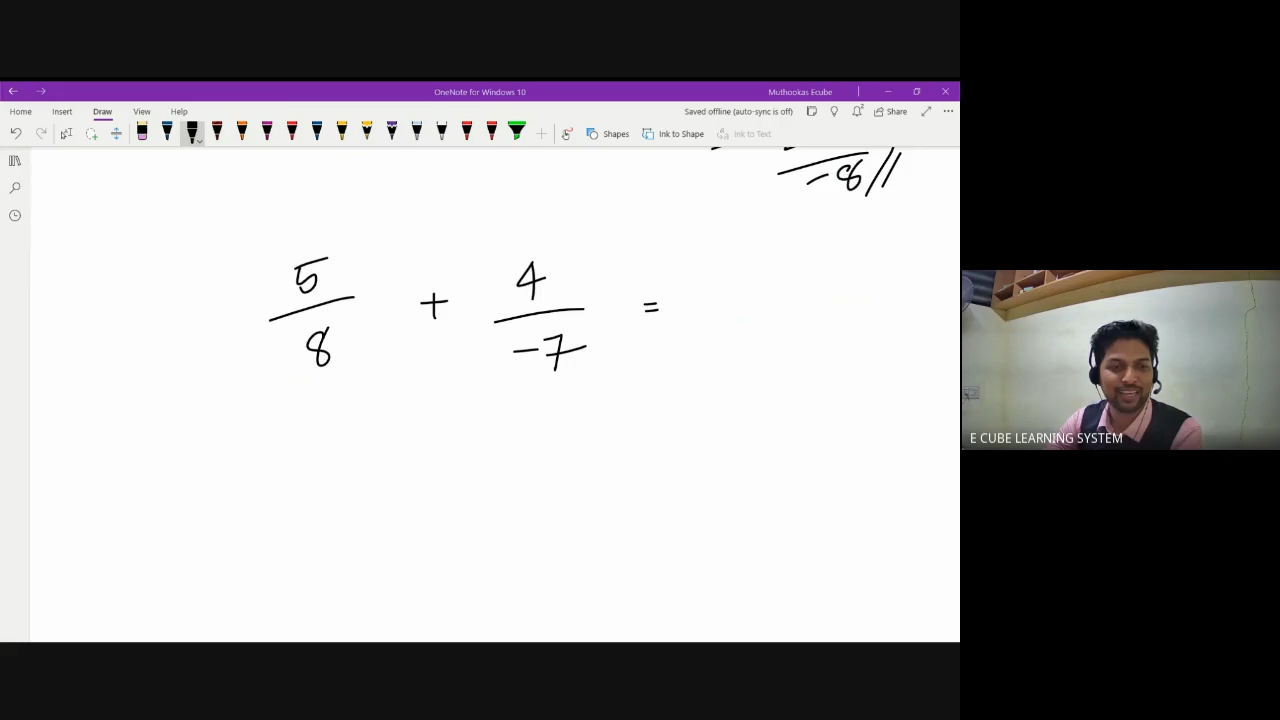 OneNote for Windows 10
Muthookas Ecube
Home Insert Draw View Help
Saved offline (auto-sync is off)
Share
Shapes
Ink to Shape
Ink to Text
=8//
5 + 4 =
8 -7
E CUBE LEARNING SYSTEM